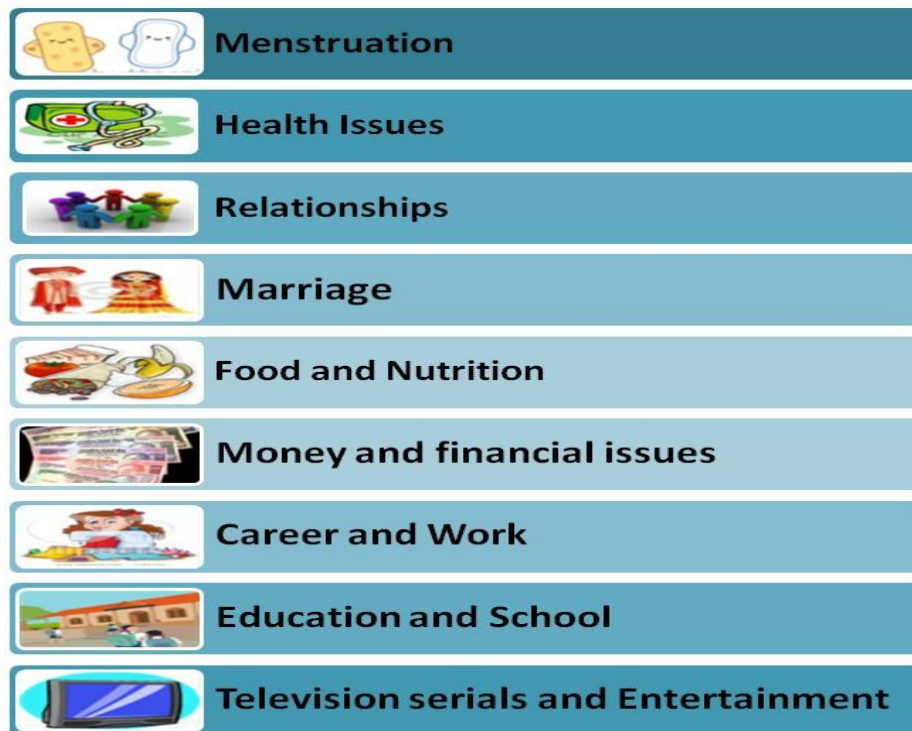 Menstruation
Health Issues
Relationships
Marriage
Food and Nutrition
Money and financial issues
Career and Work
Education and School
Television serials and Entertainment